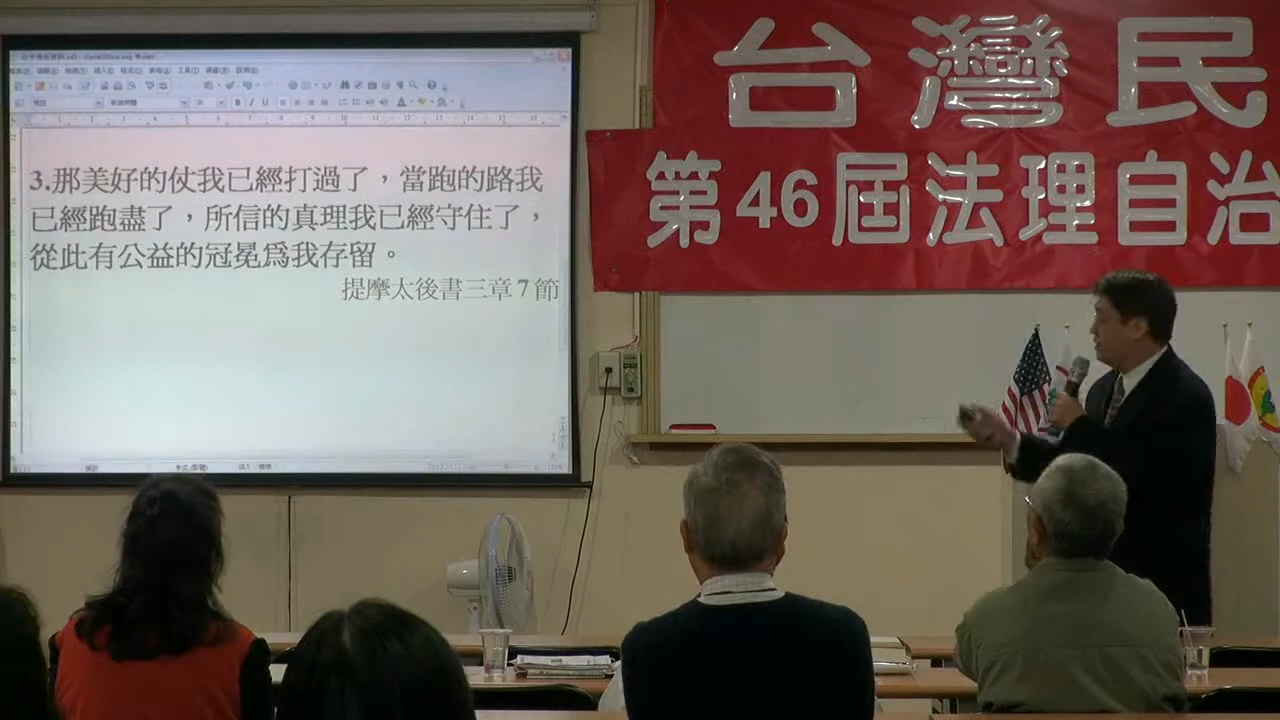 3.那美好的仗我已經打過了，當跑的路我
已經跑盡了，所信的真理我已經守住了，
從此有公益的冠冕爲我存留。
提摩太後書三章 7 節
台灣民
第46屆法理自治